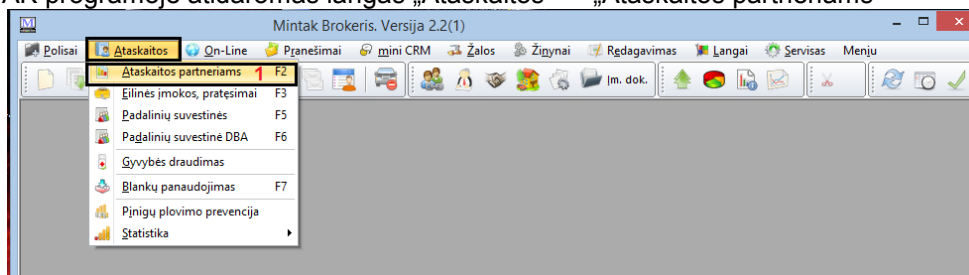 AK programoje atidaromas langas „Ataskaitos“ – „Ataskaitos partneriams“
Mintak Brokeris. Versija 2.2(1)
Polisai Ataskaitos On-Line Pranešimai mini CRM Žalos Žinynai Redagavimas Langai Servisas Meniu
Ataskaitos partneriams 1 F2
Įm. dok.
Eilinės įmokos, pratęsimai F3
Padalinių suvestinės F5
Padalinių suvestinė DBA F6
Gyvybės draudimas
Blankų panaudojimas F7
Pinigų plovimo prevencija
Statistika